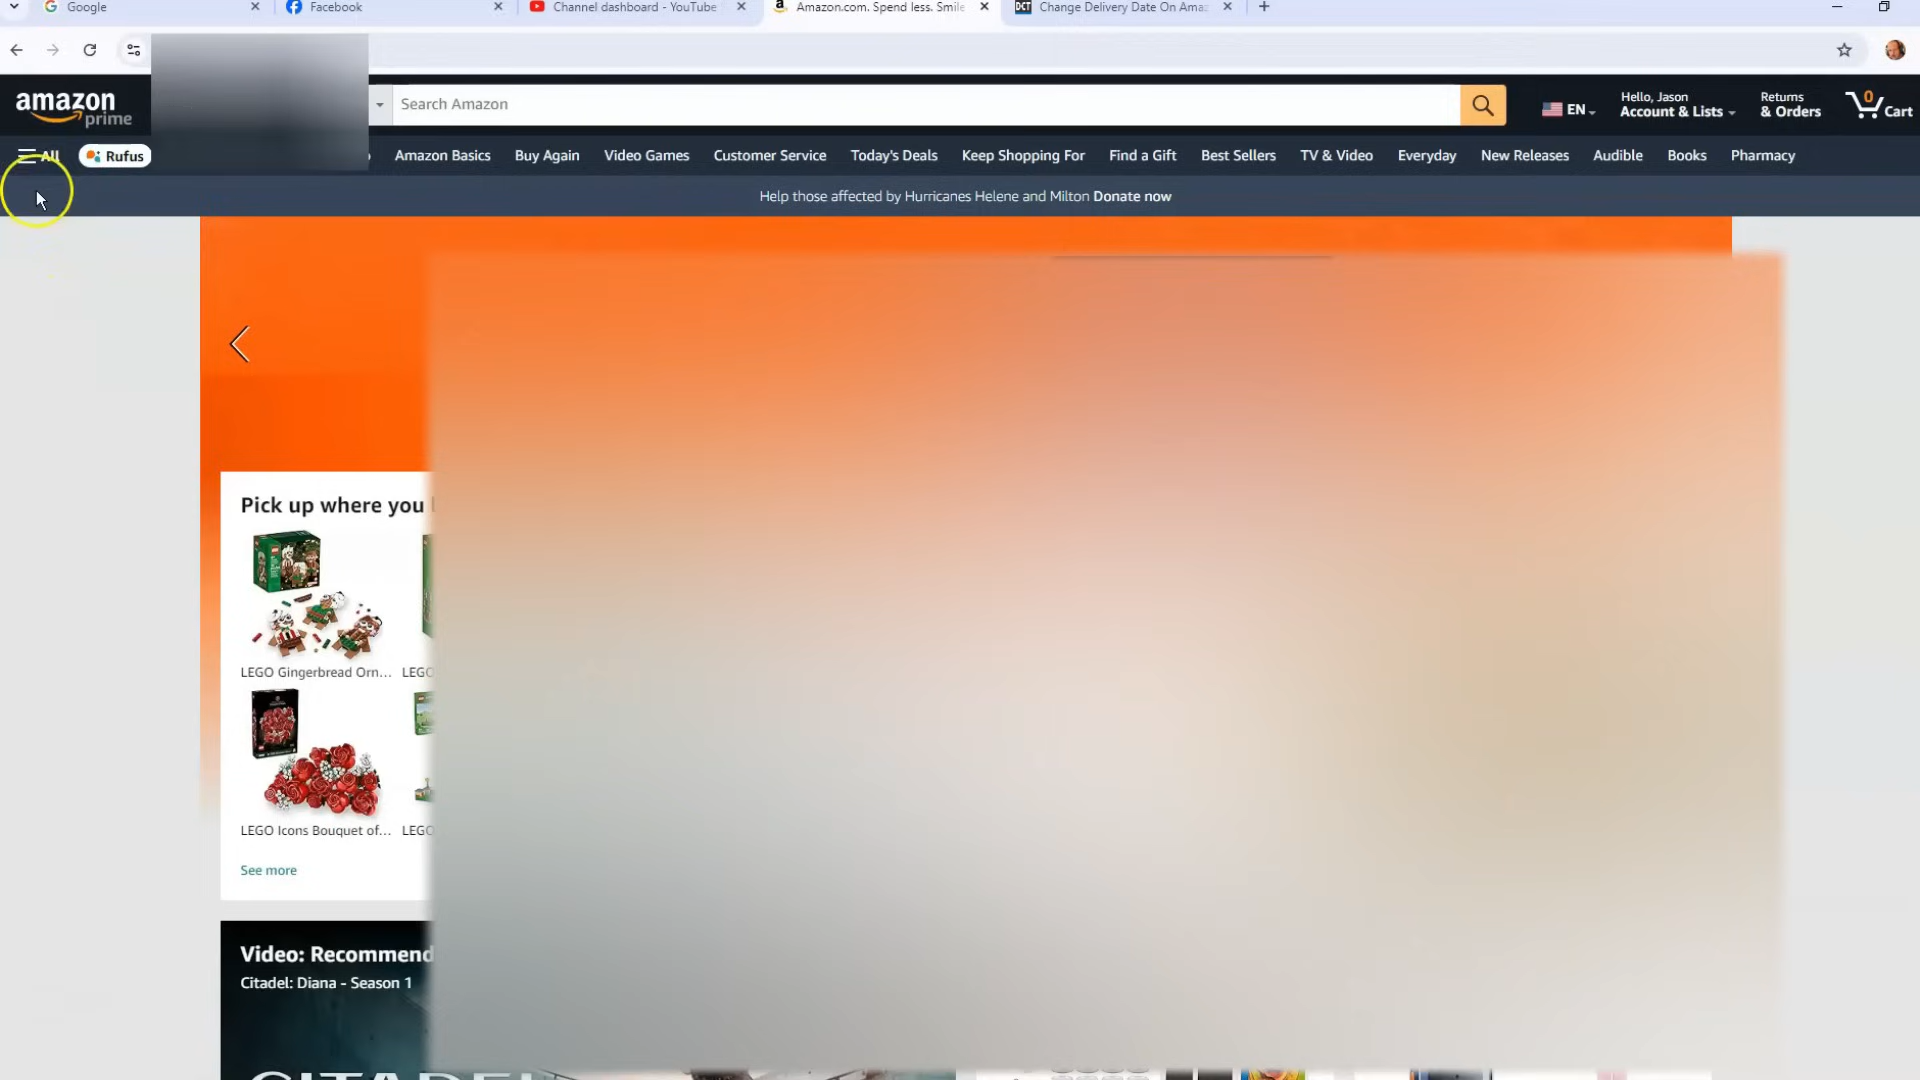 Google
Facebook
Channel dashboard - YouTube
Amazon.com. Spend less. Smile
DCT
Change Delivery Date On Amaz
amazon
prime
Search Amazon
EN
Hello, Jason
Account & Lists
Returns
& Orders
0
Cart
All
Rufus
Amazon Basics
Buy Again
Video Games
Customer Service
Today's Deals
Keep Shopping For
Find a Gift
Best Sellers
TV & Video
Everyday
New Releases
Audible
Books
Pharmacy
Help those affected by Hurricanes Helene and Milton Donate now
Pick up where you
LEGO Gingerbread Orn... LEGO
LEGO Icons Bouquet of... LEGO
See more
Video: Recommend
Citadel: Diana - Season 1
CITADEL